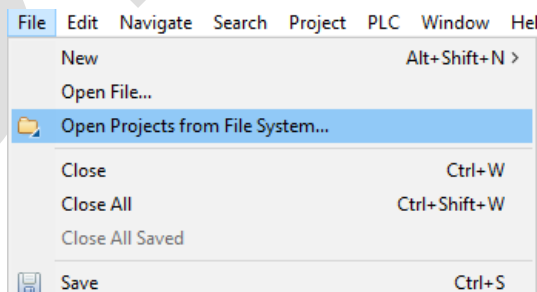 File Edit Navigate Search Project PLC Window Hel
New Alt+Shift+N >
Open File...
Open Projects from File System...
Close Ctrl+W
Close All Ctrl+Shift+W
Close All Saved
Save Ctrl+S